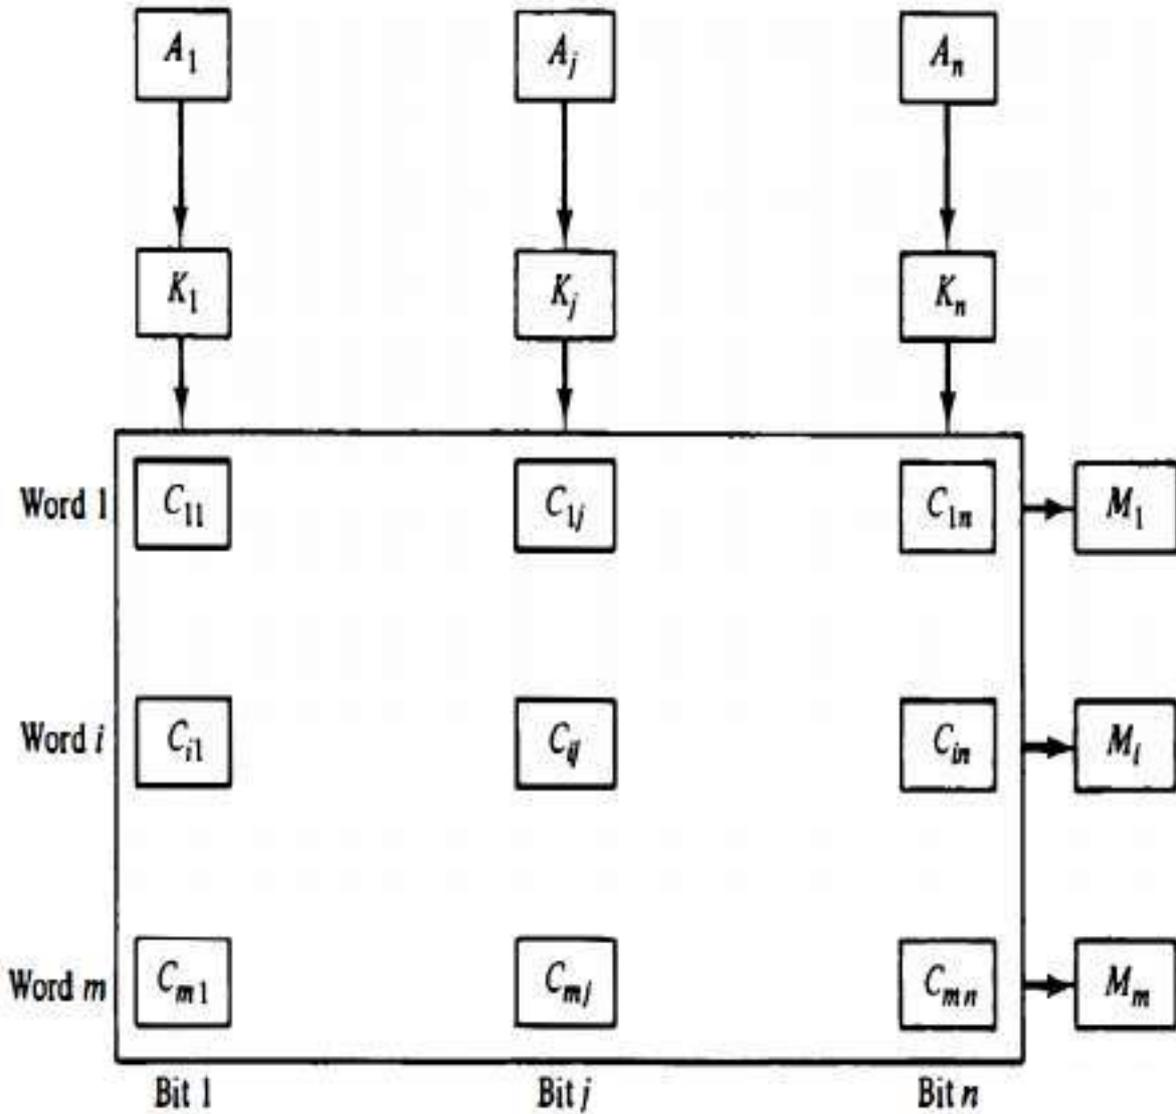 A1 Aj An
K1 Kj Kn
Word 1 C11 C1j C1n M1
Word i Ci1 Cij Cin Mi
Word m Cm1 Cmj Cmn Mm
Bit 1 Bit j Bit n